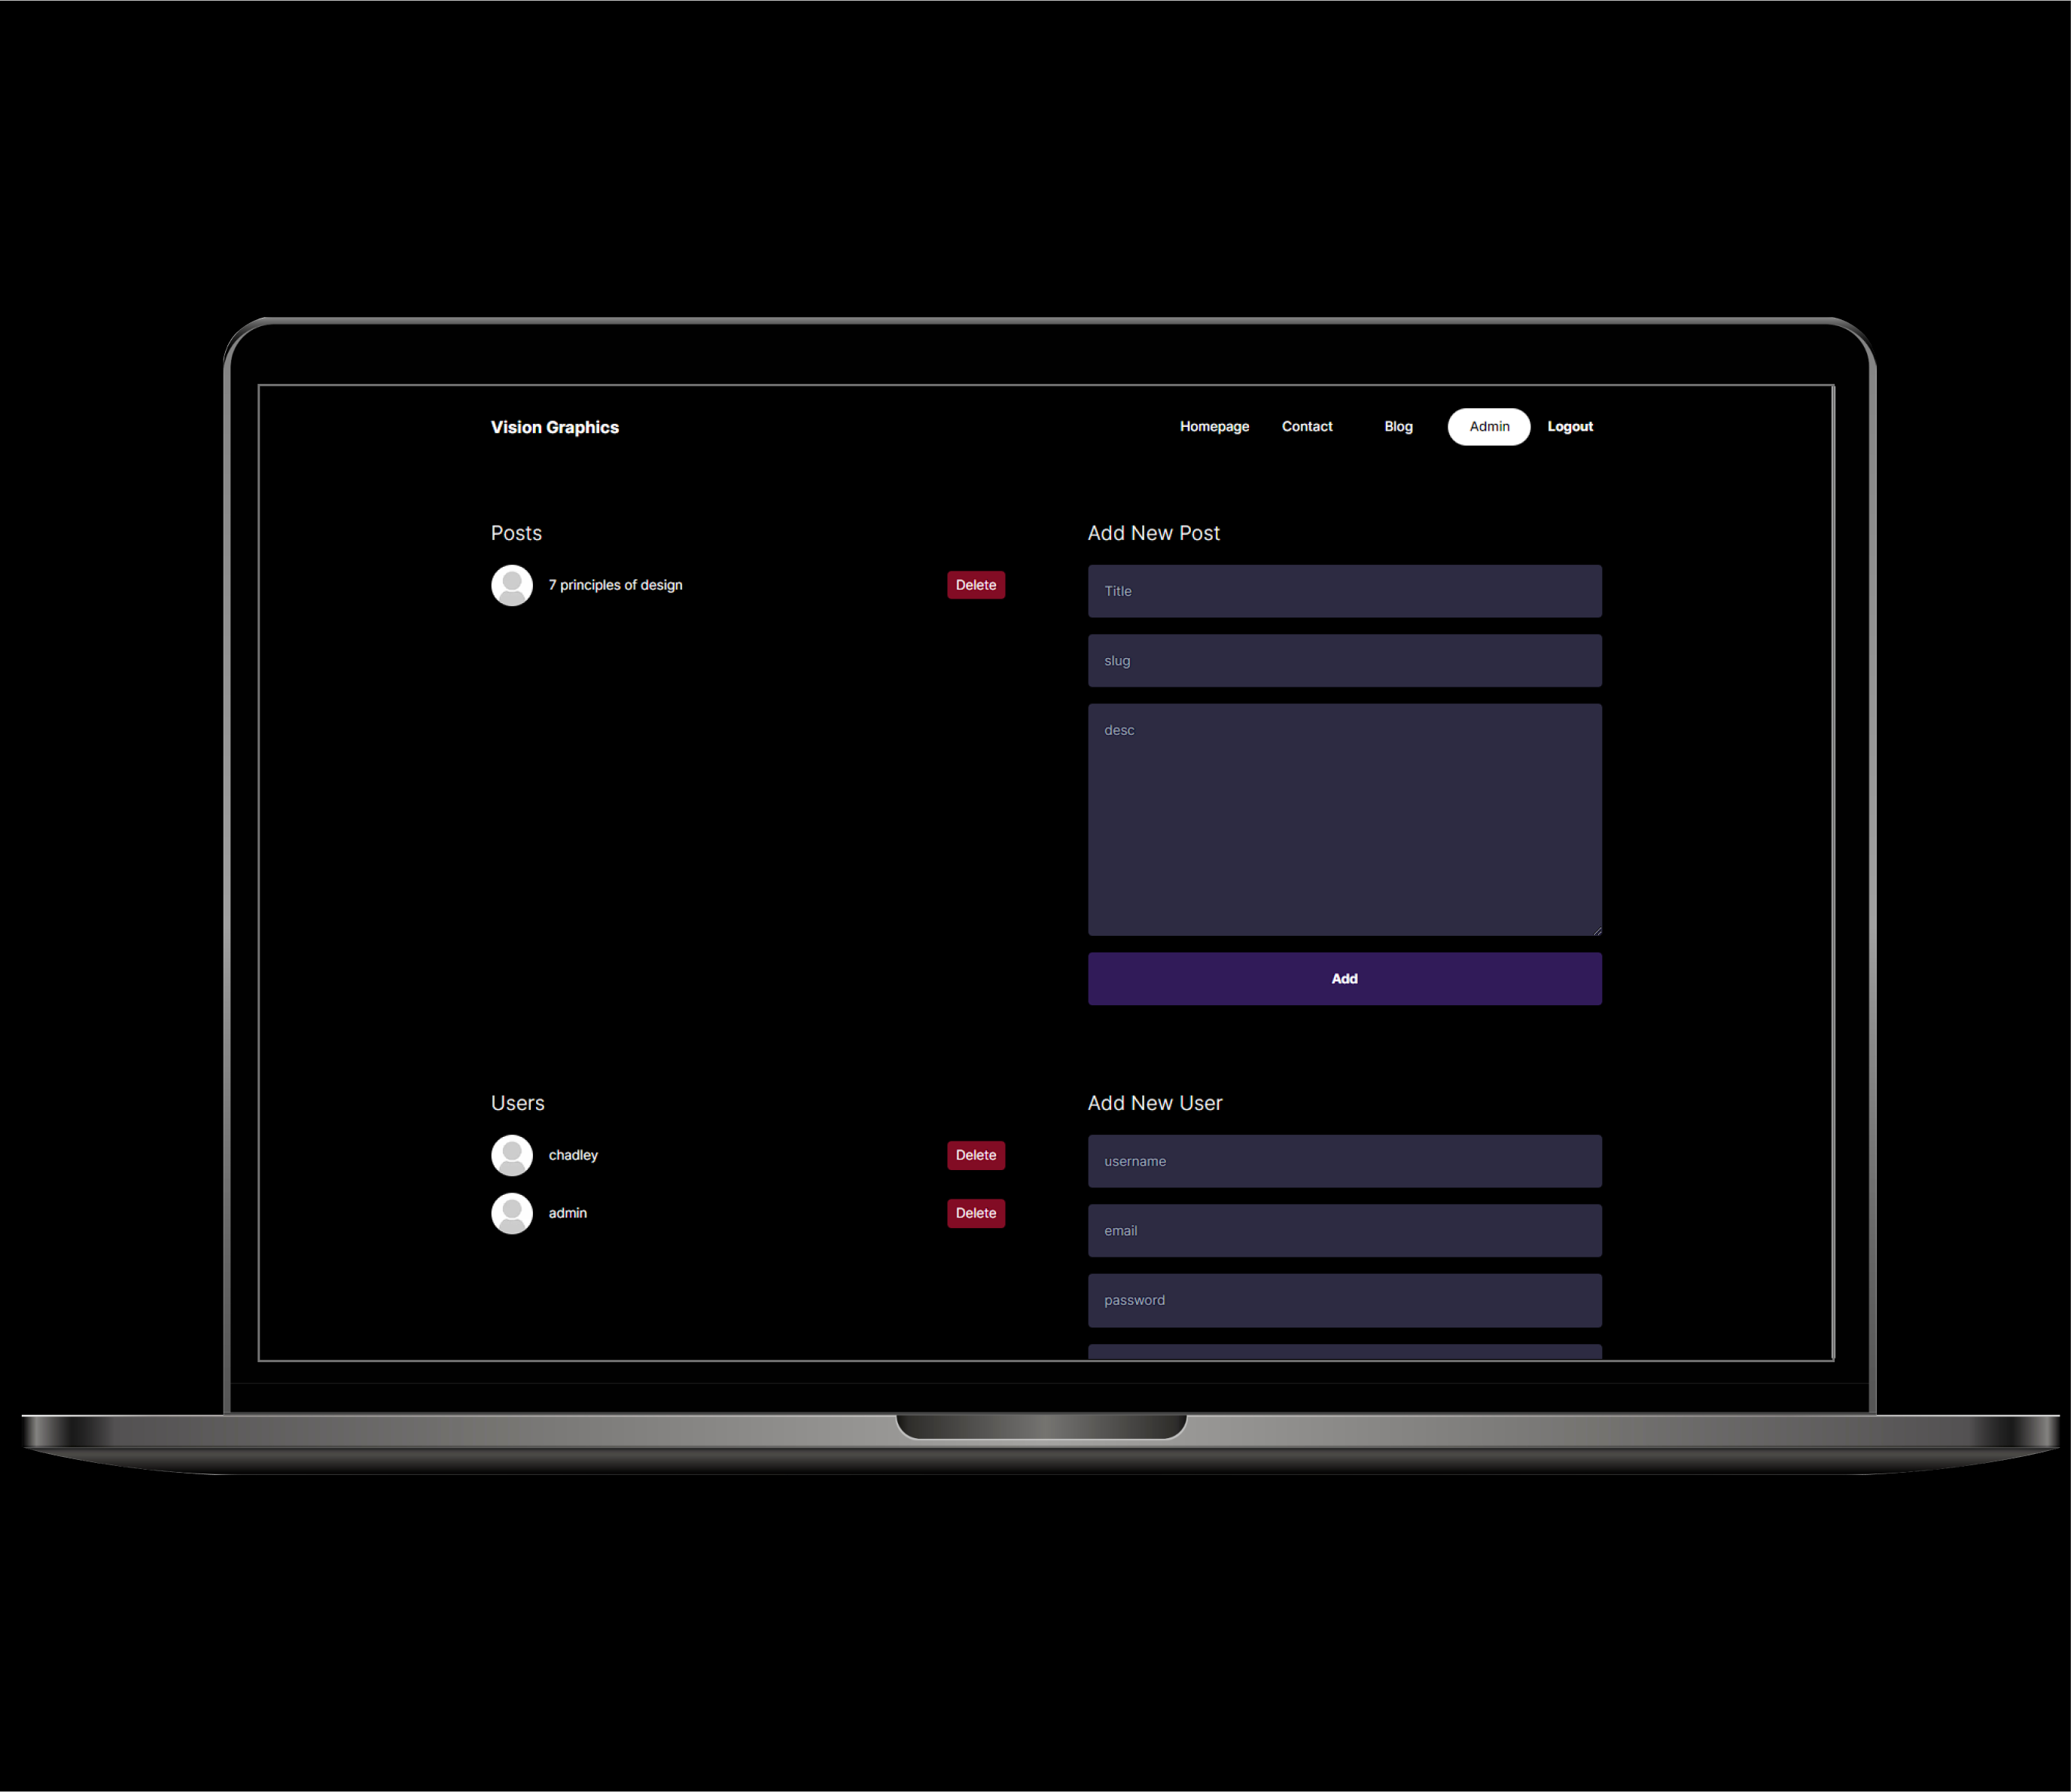 Vision Graphics
Homepage Contact Blog Admin Logout
Posts
7 principles of design Delete
Add New Post
Title
slug
desc
Add
Users
chadley Delete
admin Delete
Add New User
username
email
password